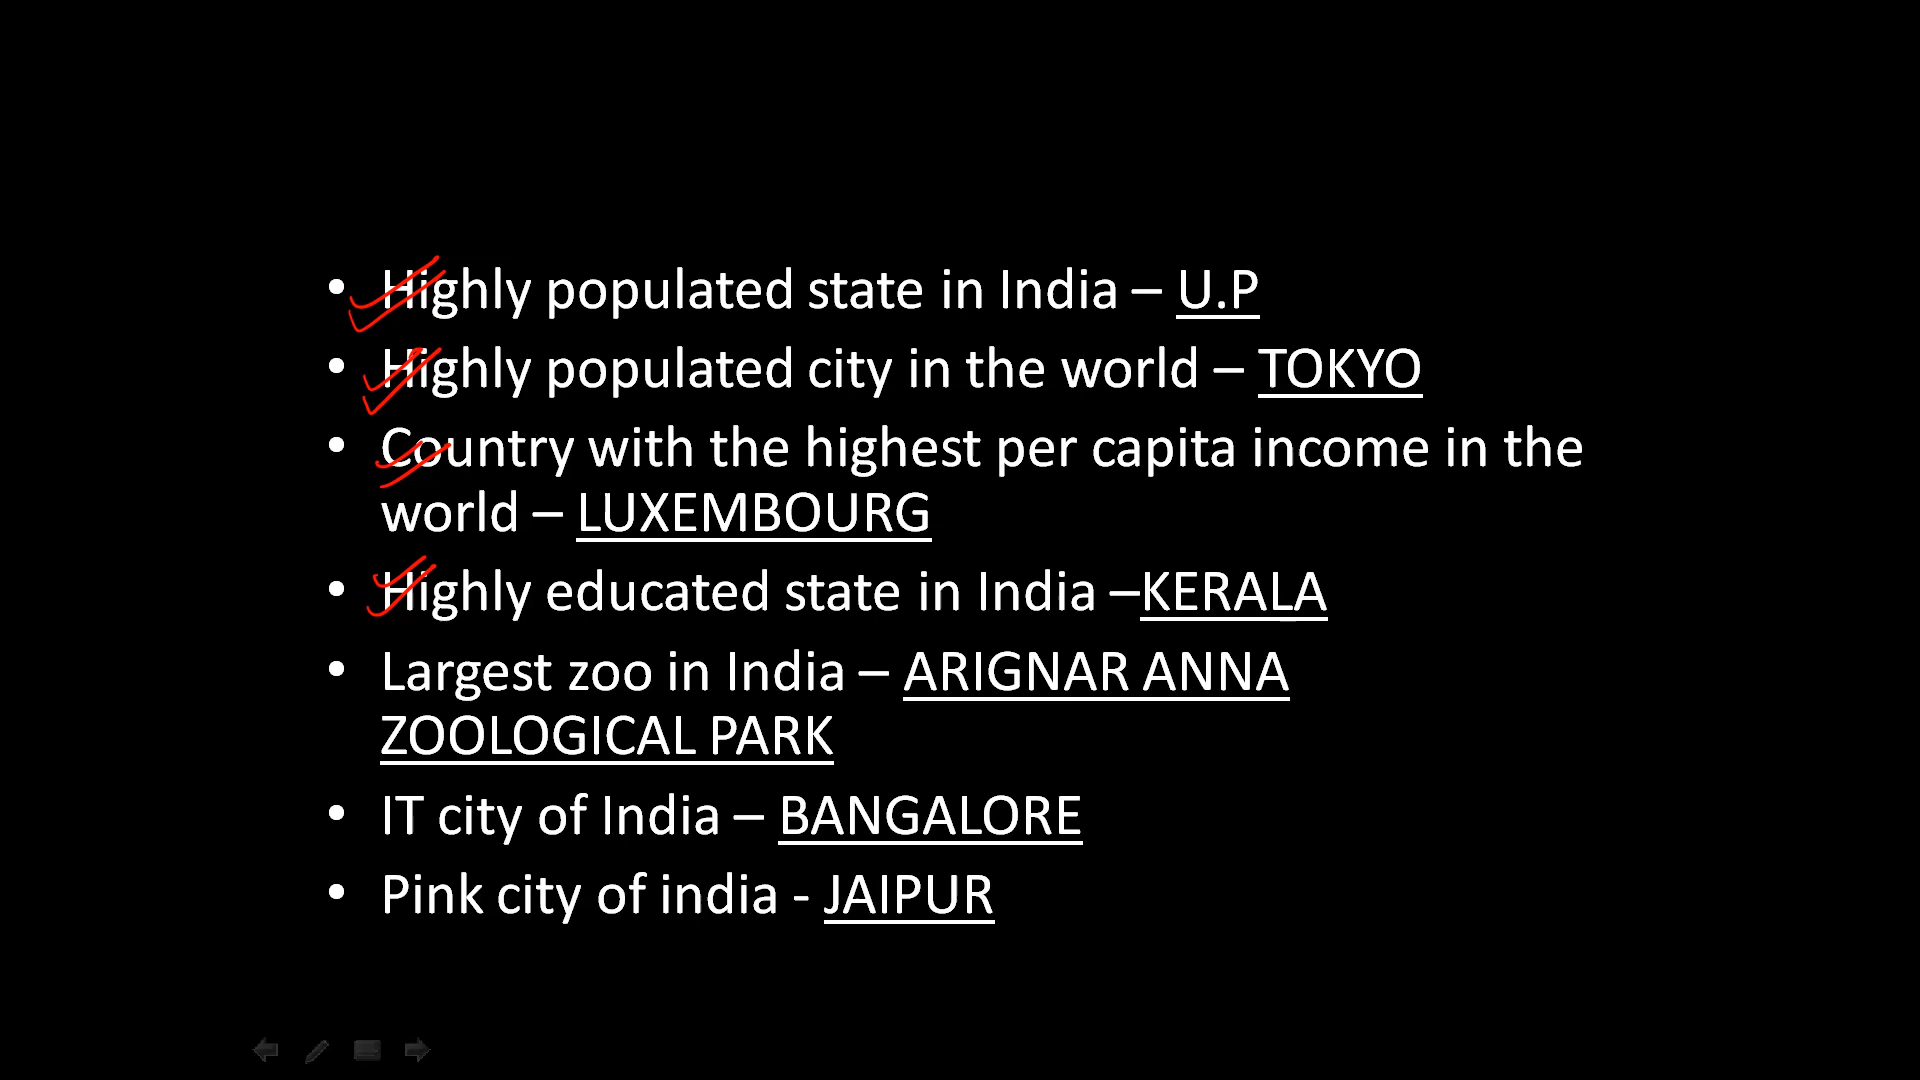 • Highly populated state in India – U.P
• Highly populated city in the world – TOKYO
• Country with the highest per capita income in the
world – LUXEMBOURG
• Highly educated state in India –KERALA
• Largest zoo in India – ARIGNAR ANNA
ZOOLOGICAL PARK
• IT city of India – BANGALORE
• Pink city of india - JAIPUR